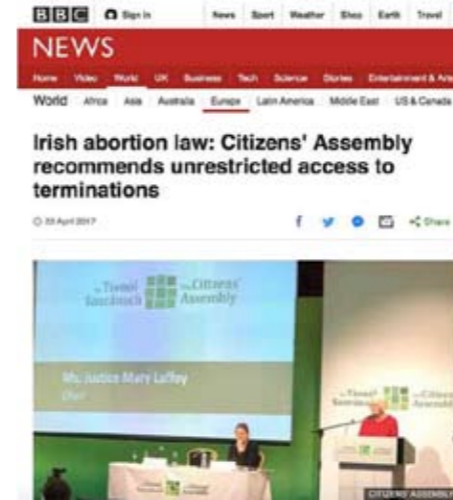 BBC Sign in News Sport Weather Shop Earth Travel
NEWS
Home Video World UK Business Tech Science Stories Entertainment & Arts
World Africa Asia Australia Europe Latin America Middle East US & Canada
Irish abortion law: Citizens' Assembly
recommends unrestricted access to
terminations
23 April 2017 f Share
An Tionól Saoránach The Citizens' Assembly
Ms. Justice Mary Laffoy
Chair
CITIZENS' ASSEMBLY